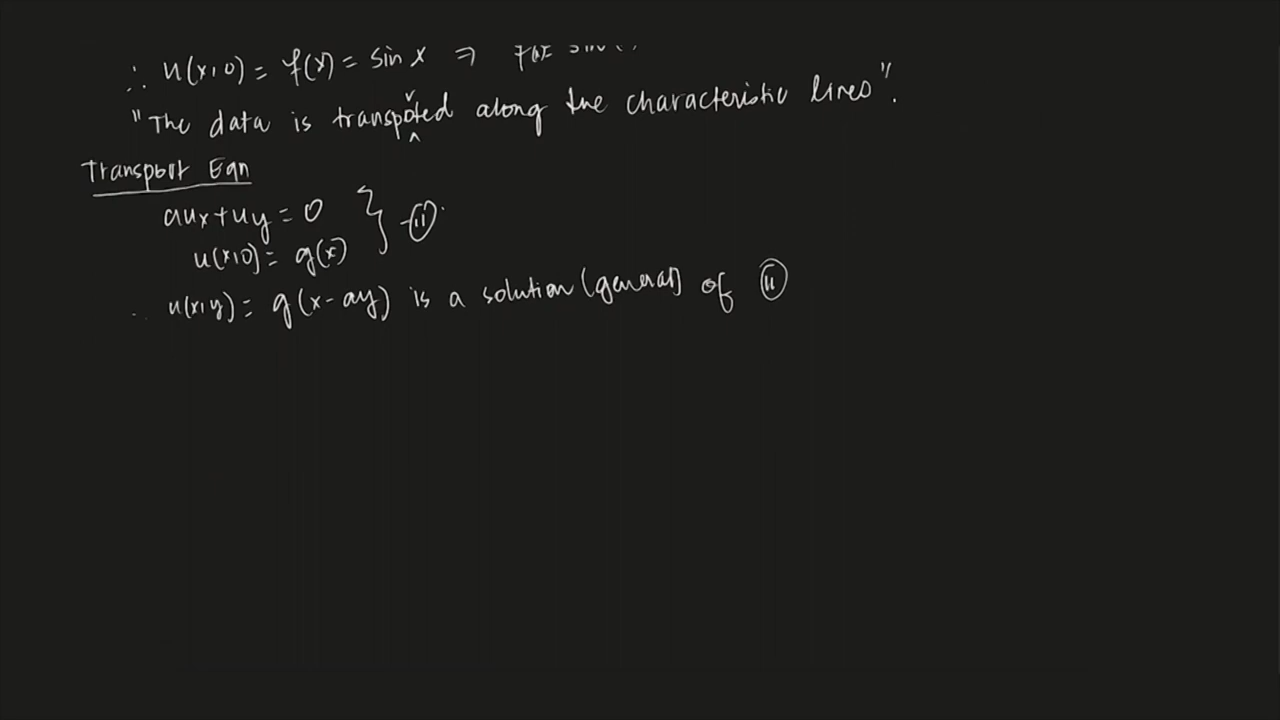 ∴ u(x,0) = f(x) = sin x ⇒
"The data is transpoted along the characteristic lines".
Transport Eqn
aux + uy = 0 } -(ii)
u(x,0) = g(x)
∴ u(x,y) = g(x-ay) is a solution (general) of (ii)